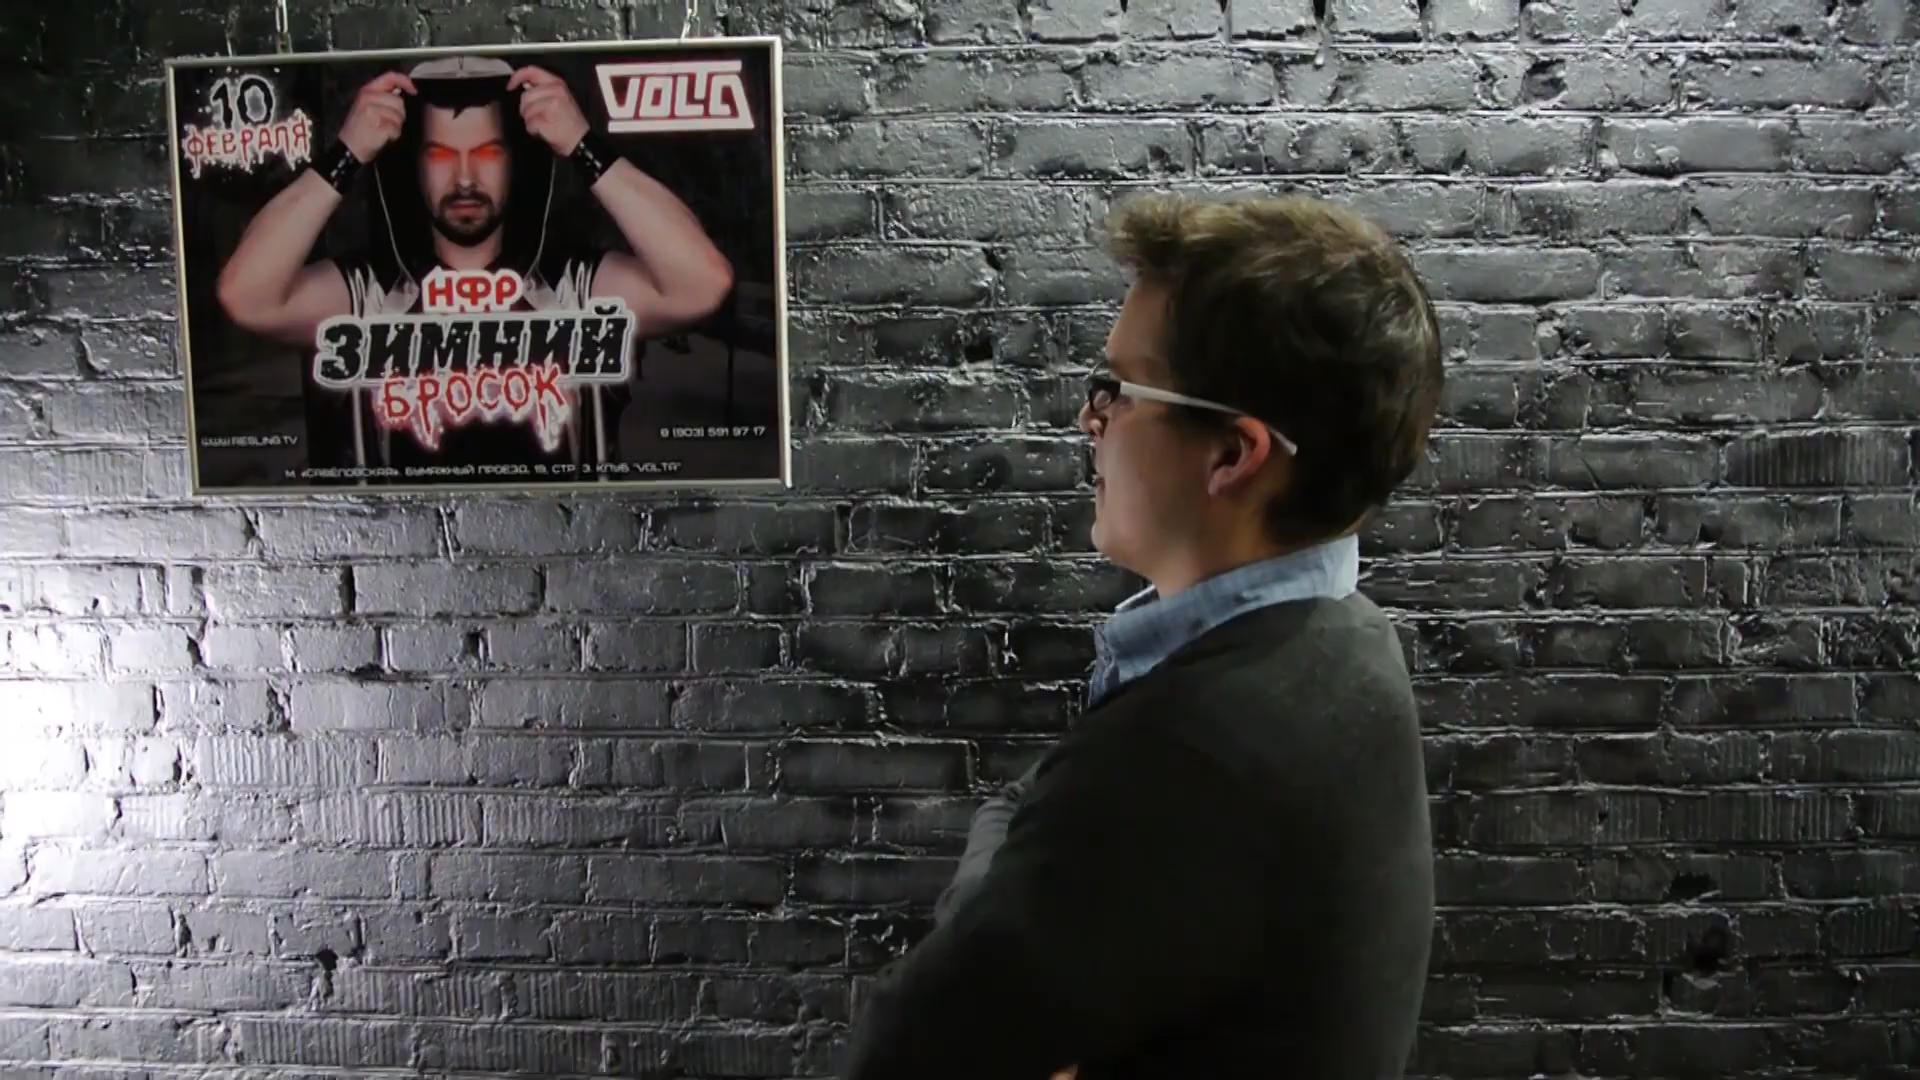 10
ФЕВРАЛЯ
VOLTA
НФР
ЗИМНИЙ
БРОСОК
WWW.RESLING.TV
8 (903) 591 97 17
М. «САВЁЛОВСКАЯ», БУМАЖНЫЙ ПРОЕЗД, 19, СТР. 3, КЛУБ "VOLTA"